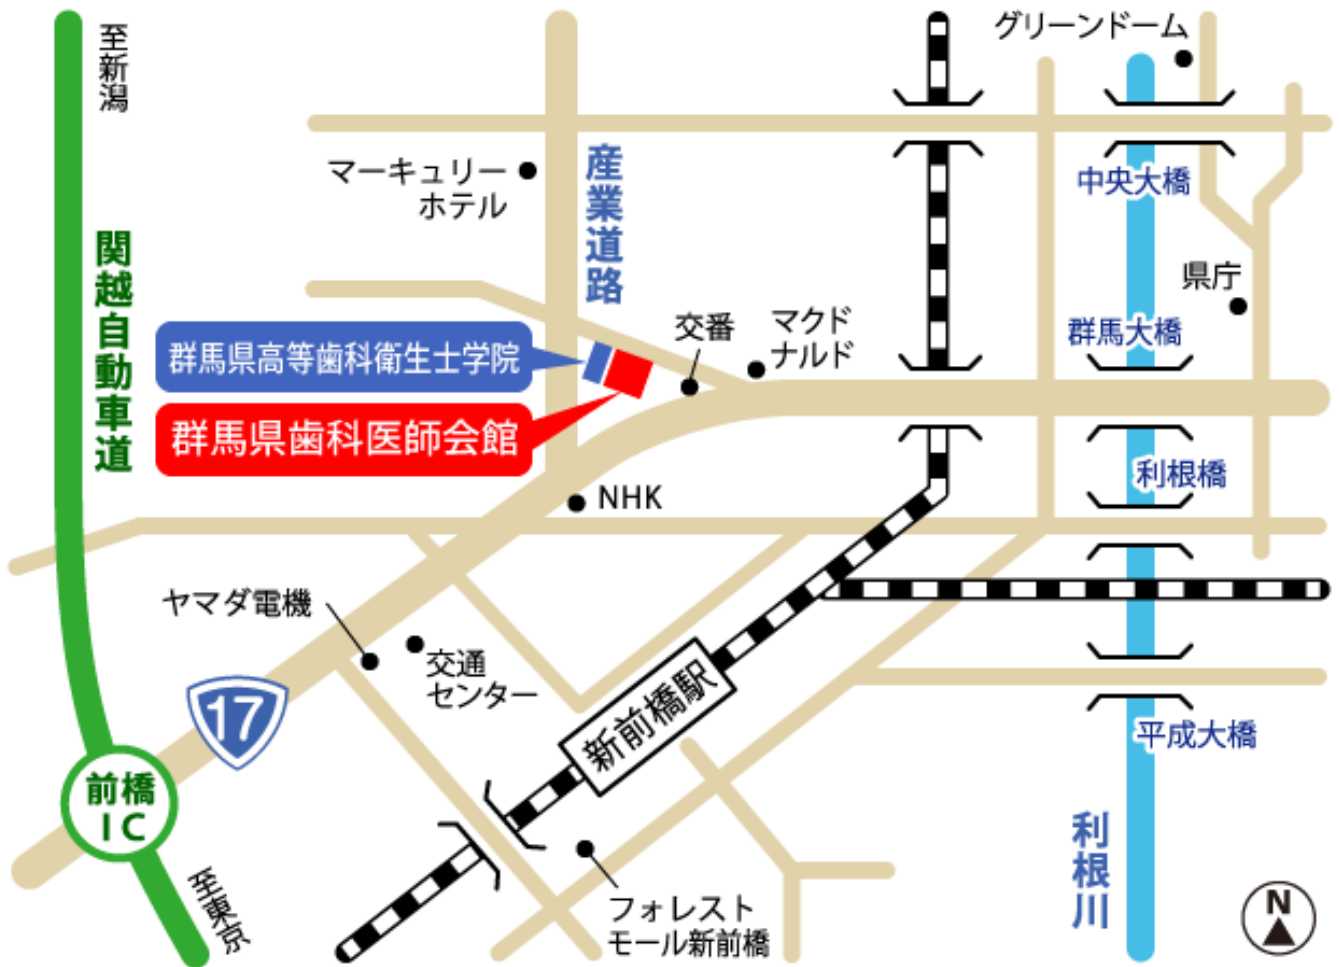 グリーンドーム
至新潟
マーキュリー
ホテル
産業道路
中央大橋
関越自動車道
県庁
交番
マクド
ナルド
群馬大橋
群馬県高等歯科衛生士学院
群馬県歯科医師会館
利根橋
NHK
ヤマダ電機
交通
センター
17
新前橋駅
平成大橋
前橋
IC
利根川
至東京
フォレスト
モール新前橋
N